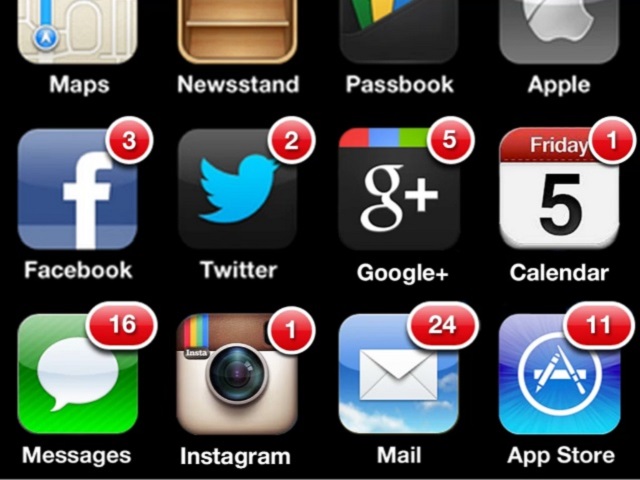 Maps Newsstand Passbook Apple
3 2 5 1
f g+ Friday
5
Facebook Twitter Google+ Calendar
16 1 24 11
Insta
Messages Instagram Mail App Store